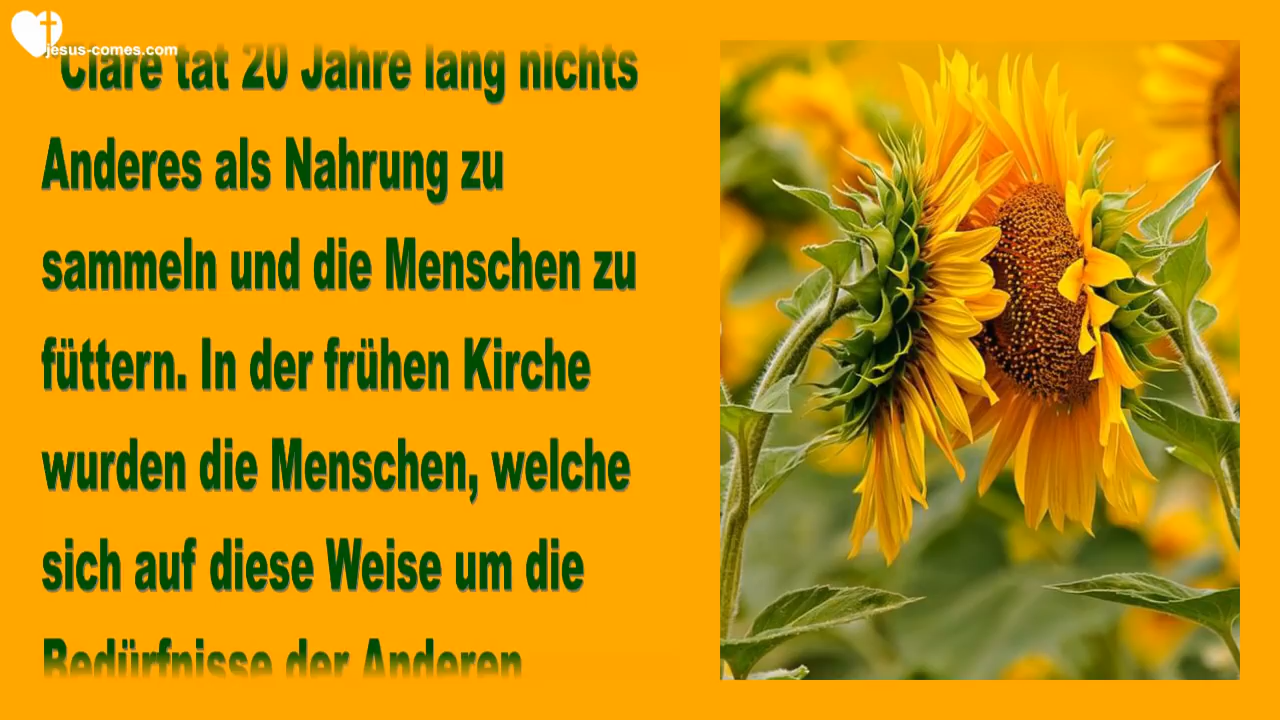 jesus-comes.com
"Clare tat 20 Jahre lang nichts
Anderes als Nahrung zu
sammeln und die Menschen zu
füttern. In der frühen Kirche
wurden die Menschen, welche
sich auf diese Weise um die
Bedürfnisse der Anderen